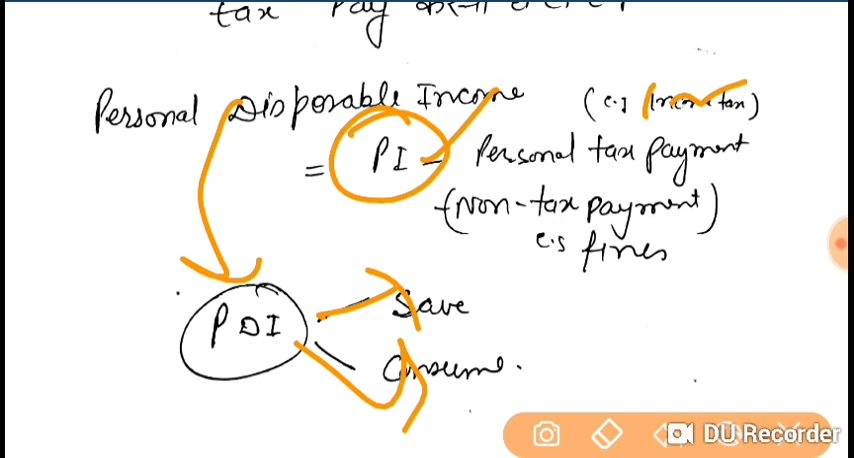 tax Pay
Personal Disposable Income (e.g Income tax)
= PI - Personal tax payment
(Non-tax payment)
e.g fines
PDI
Save
Consume.
DU Recorder